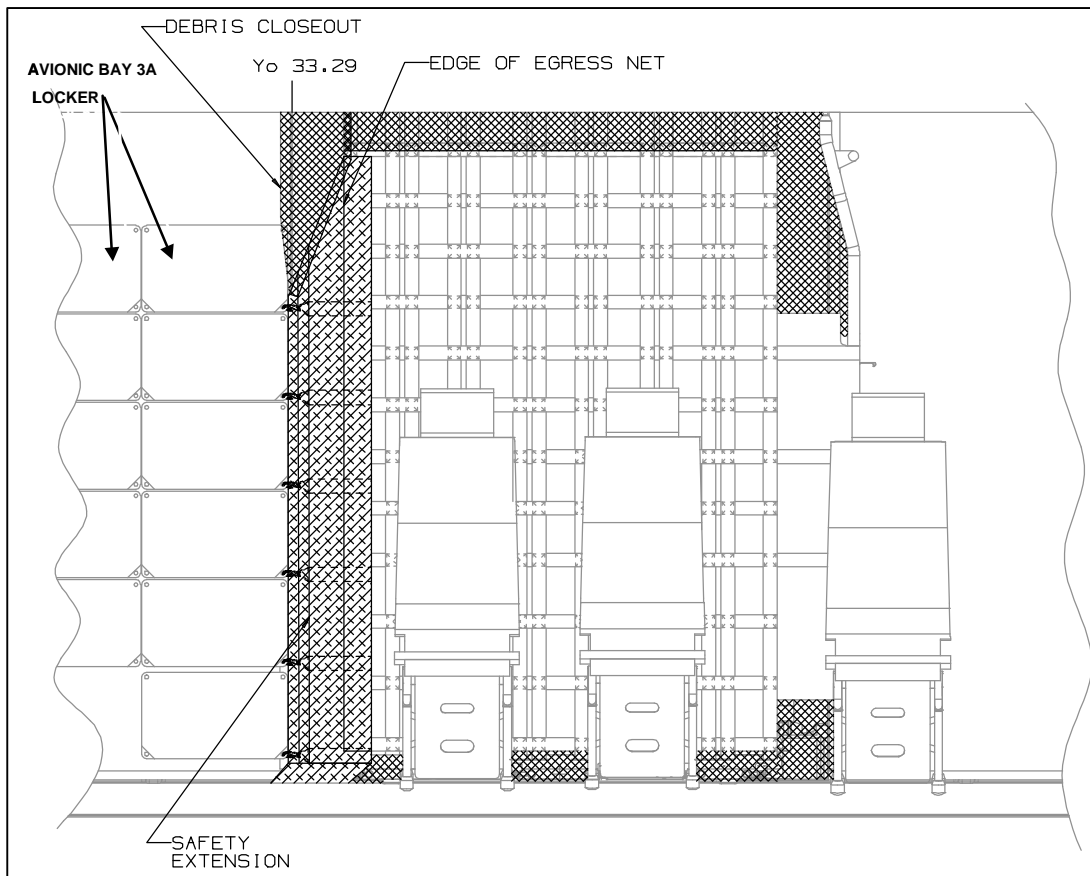 DEBRIS CLOSEOUT
Yo 33.29
EDGE OF EGRESS NET
AVIONIC BAY 3A
LOCKER
SAFETY
EXTENSION